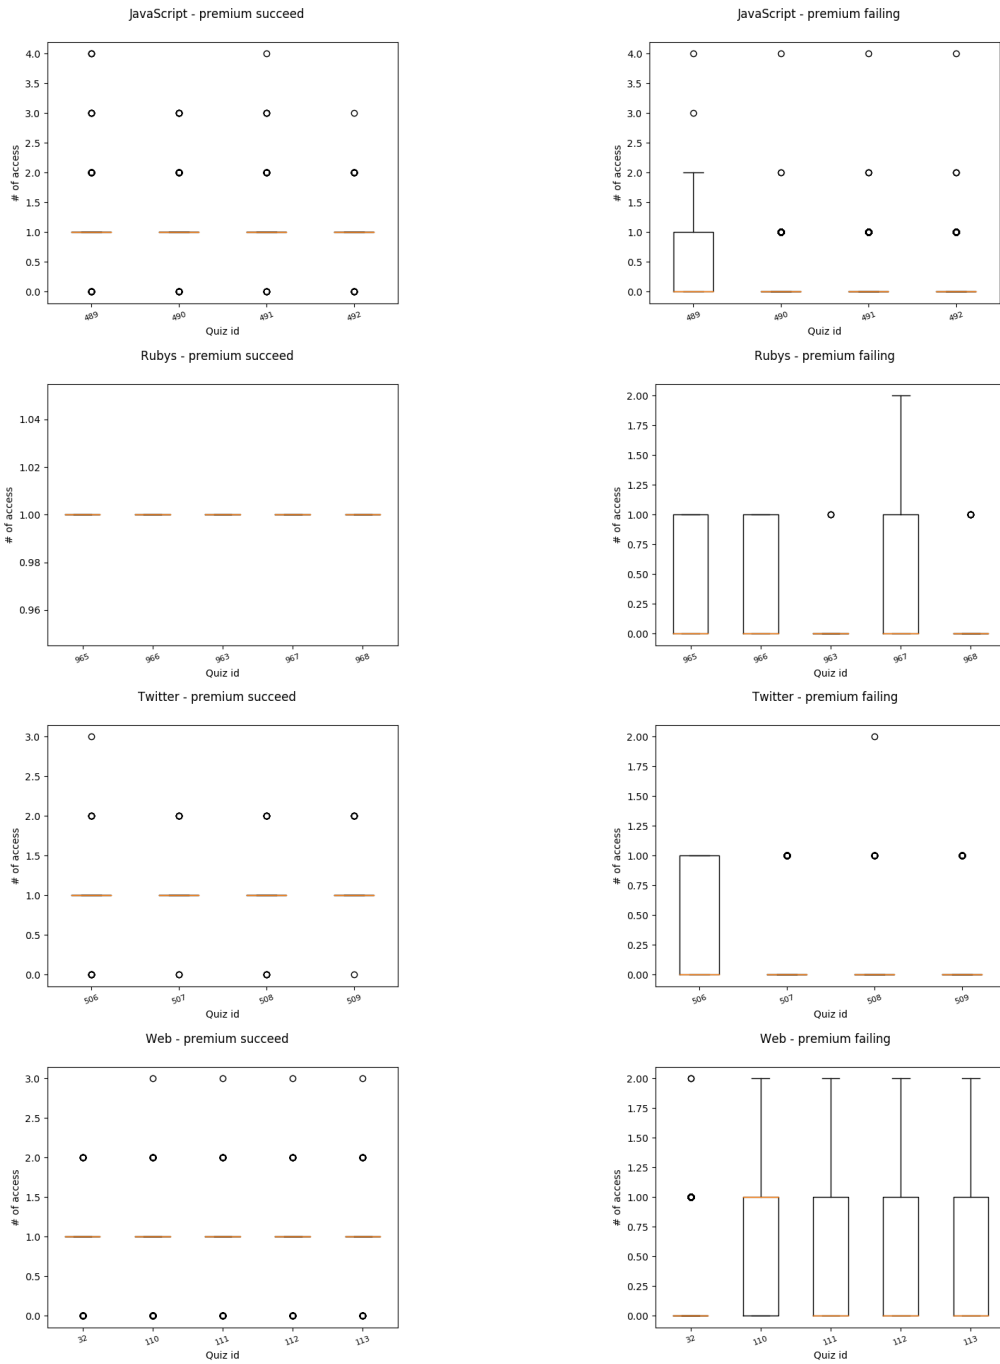 JavaScript - premium succeed
4.0
3.5
3.0
2.5
2.0
1.5
1.0
0.5
0.0
# of access
489 490 491 492
Quiz id
JavaScript - premium failing
4.0
3.5
3.0
2.5
2.0
1.5
1.0
0.5
0.0
# of access
489 490 491 492
Quiz id
Rubys - premium succeed
1.04
1.02
1.00
0.98
0.96
# of access
965 966 963 967 968
Quiz id
Rubys - premium failing
2.00
1.75
1.50
1.25
1.00
0.75
0.50
0.25
0.00
# of access
965 966 963 967 968
Quiz id
Twitter - premium succeed
3.0
2.5
2.0
1.5
1.0
0.5
0.0
# of access
506 507 508 509
Quiz id
Twitter - premium failing
2.00
1.75
1.50
1.25
1.00
0.75
0.50
0.25
0.00
# of access
506 507 508 509
Quiz id
Web - premium succeed
3.0
2.5
2.0
1.5
1.0
0.5
0.0
# of access
32 110 111 112 113
Quiz id
Web - premium failing
2.00
1.75
1.50
1.25
1.00
0.75
0.50
0.25
0.00
# of access
32 110 111 112 113
Quiz id